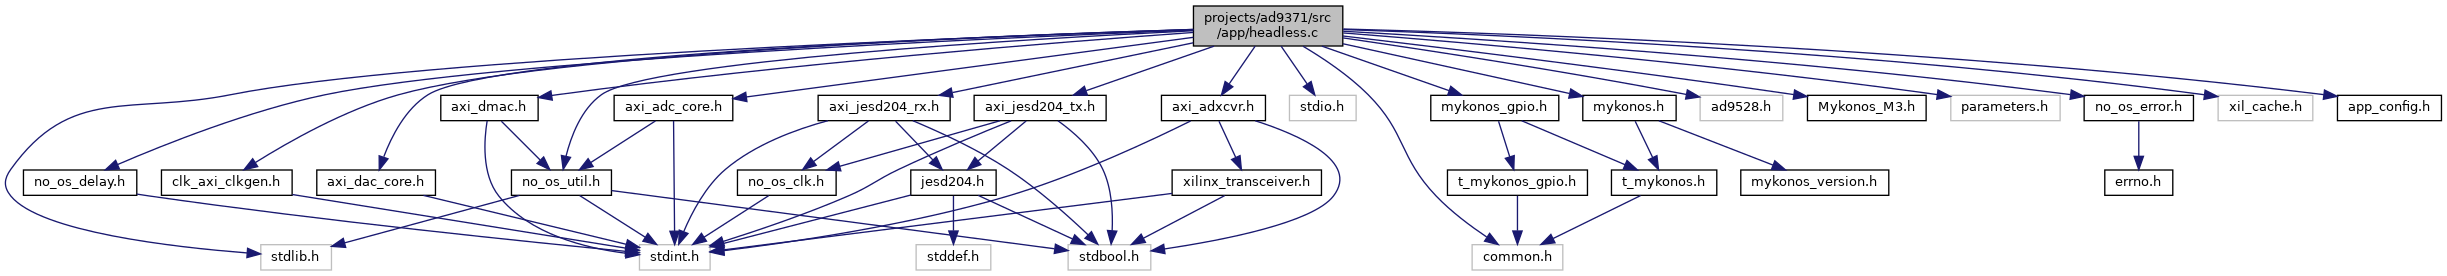 projects/ad9371/src
/app/headless.c
axi_dmac.h
axi_adc_core.h
axi_jesd204_rx.h
axi_jesd204_tx.h
axi_adxcvr.h
stdio.h
mykonos_gpio.h
mykonos.h
ad9528.h
Mykonos_M3.h
parameters.h
no_os_error.h
xil_cache.h
app_config.h
no_os_delay.h
clk_axi_clkgen.h
axi_dac_core.h
no_os_util.h
no_os_clk.h
jesd204.h
xilinx_transceiver.h
t_mykonos_gpio.h
t_mykonos.h
mykonos_version.h
errno.h
stdlib.h
stdint.h
stddef.h
stdbool.h
common.h